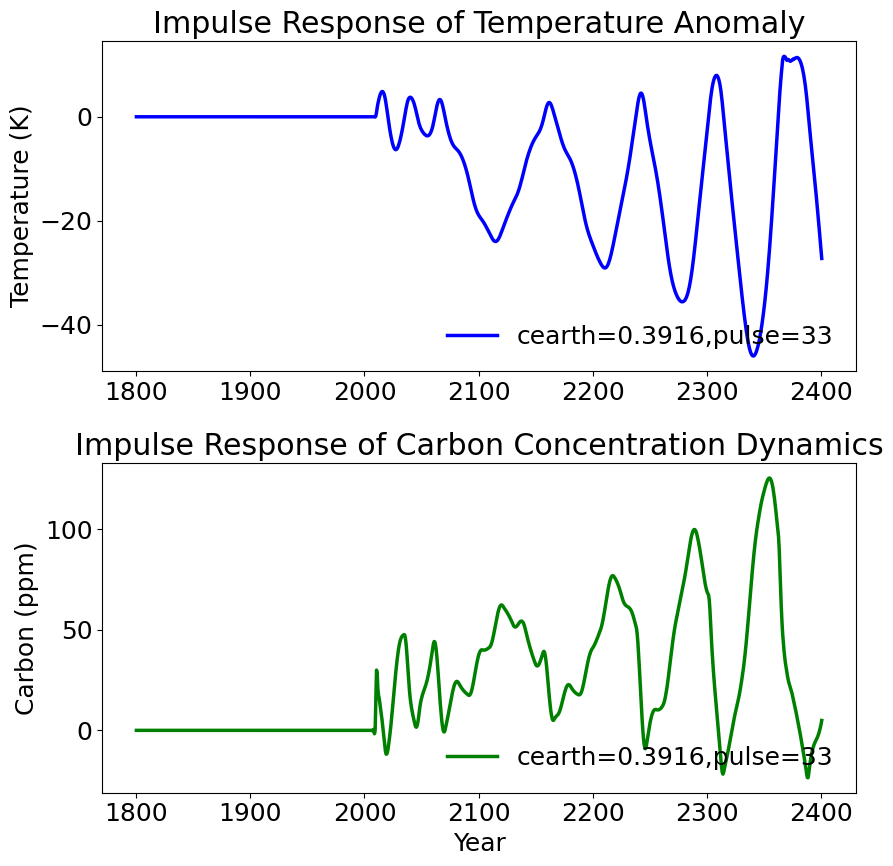 Impulse Response of Temperature Anomaly
Temperature (K)
0
−20
−40
cearth=0.3916,pulse=33
1800 1900 2000 2100 2200 2300 2400
Impulse Response of Carbon Concentration Dynamics
Carbon (ppm)
100
50
0
cearth=0.3916,pulse=33
1800 1900 2000 2100 2200 2300 2400
Year